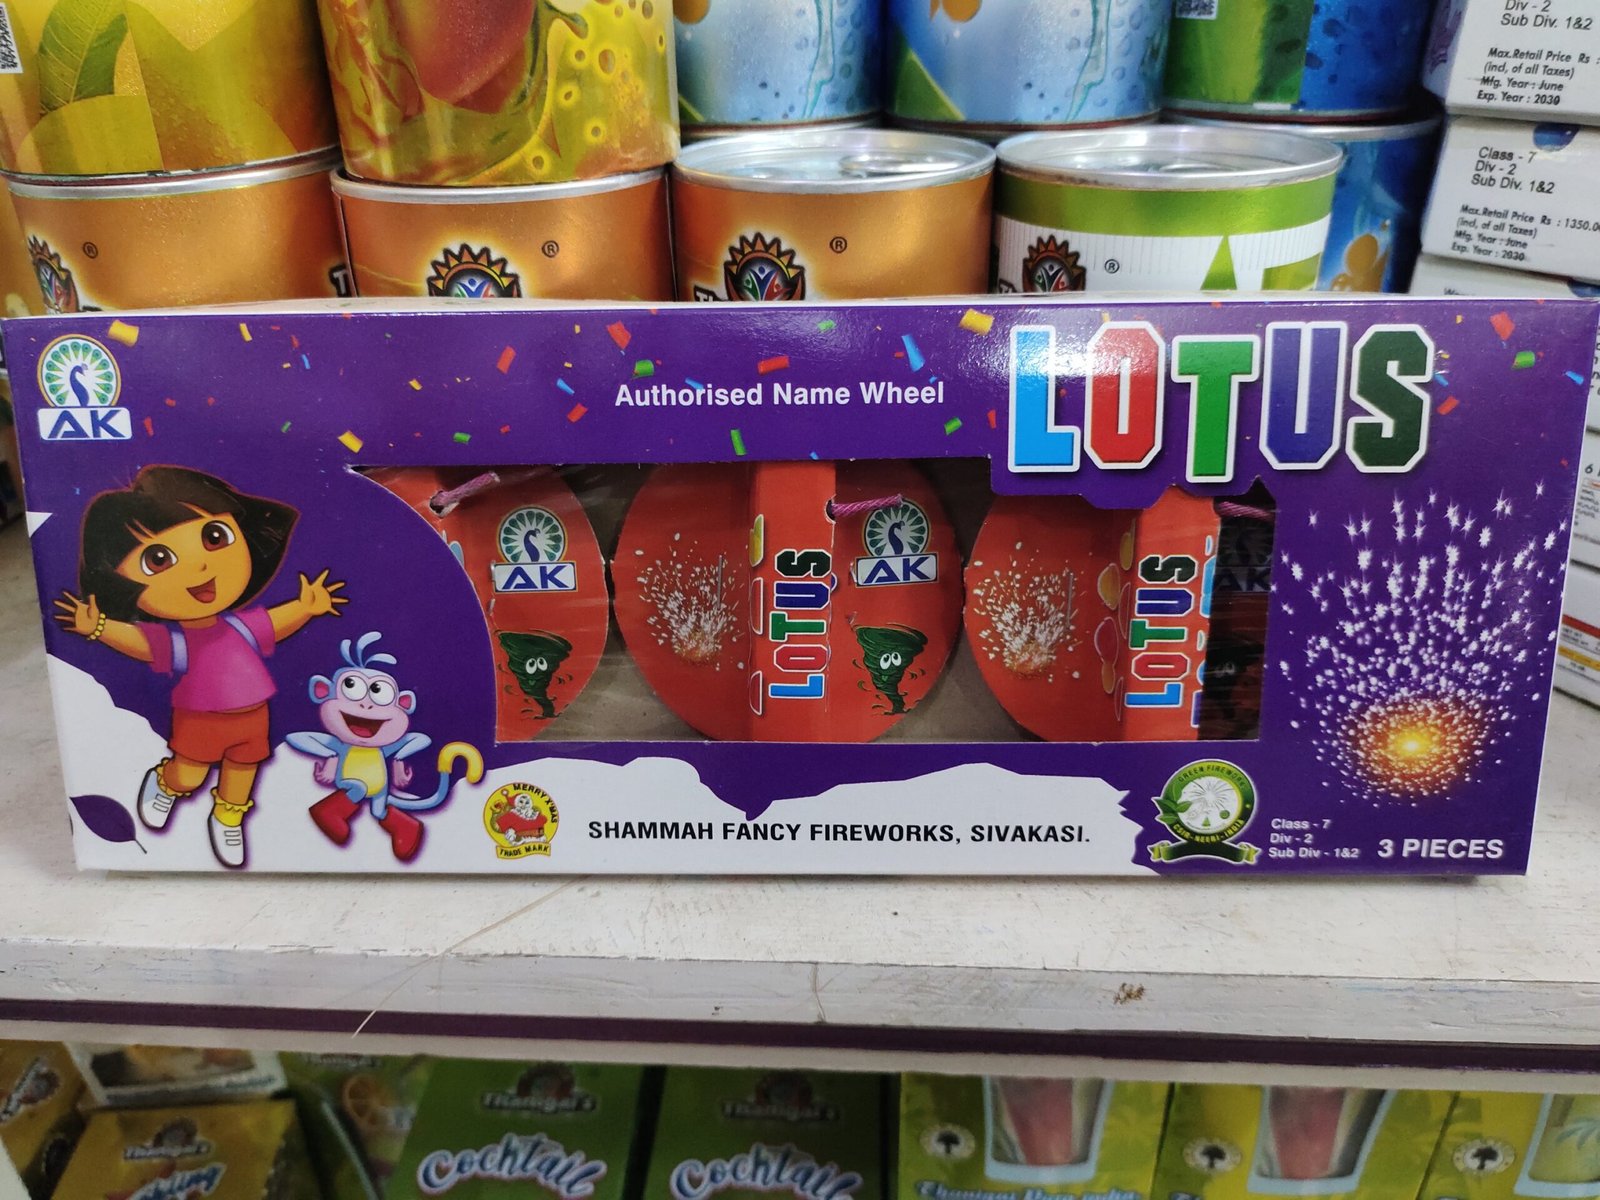 Div - 2
Sub Div. 1&2
Max.Retail Price Rs :
(incl, of all Taxes)
Mfg. Year : June
Exp. Year : 2030
Class - 7
Div - 2
Sub Div. 1&2
Max.Retail Price Rs : 1350.00
(incl, of all Taxes)
Mfg. Year : June
Exp. Year : 2030
®
®
®
®
AK
Authorised Name Wheel
LOTUS
AK
LOTUS
AK
LOTUS
AK
MERRY X'MAS
TRADE MARK
SHAMMAH FANCY FIREWORKS, SIVAKASI.
GREEN FIREWORKS
CSIR-NEERI-INDIA
Class - 7
Div - 2
Sub Div - 1&2
3 PIECES
Cocktail
Cocktail